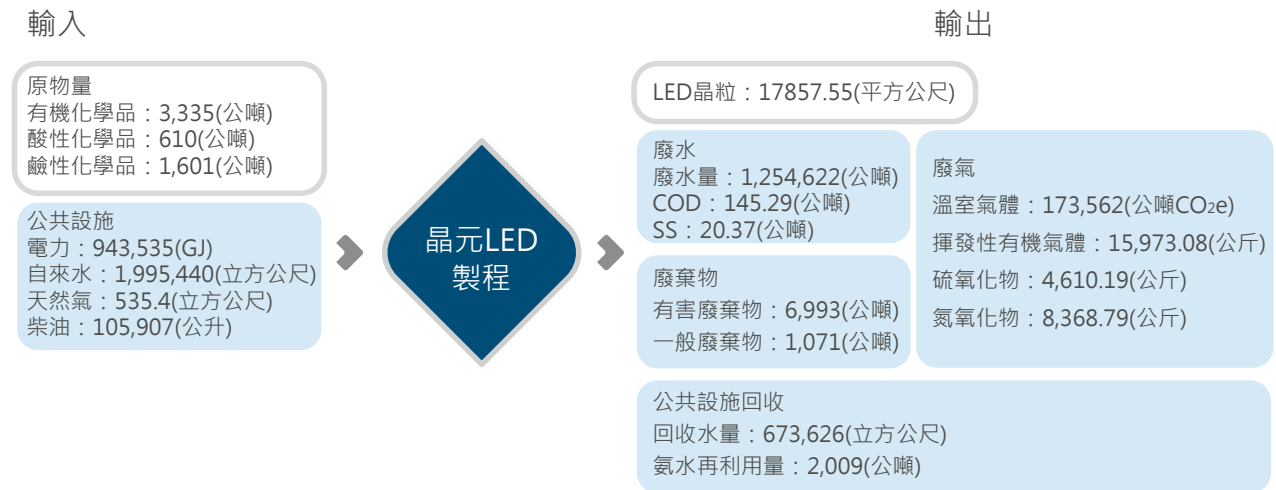 輸入
原物量
有機化學品：3,335(公噸)
酸性化學品：610(公噸)
鹼性化學品：1,601(公噸)
公共設施
電力：943,535(GJ)
自來水：1,995,440(立方公尺)
天然氣：535.4(立方公尺)
柴油：105,907(公升)
晶元LED
製程
輸出
LED晶粒：17857.55(平方公尺)
廢水
廢水量：1,254,622(公噸)
COD：145.29(公噸)
SS：20.37(公噸)
廢棄物
有害廢棄物：6,993(公噸)
一般廢棄物：1,071(公噸)
廢氣
溫室氣體：173,562(公噸CO₂e)
揮發性有機氣體：15,973.08(公斤)
硫氧化物：4,610.19(公斤)
氮氧化物：8,368.79(公斤)
公共設施回收
回收水量：673,626(立方公尺)
氨水再利用量：2,009(公噸)